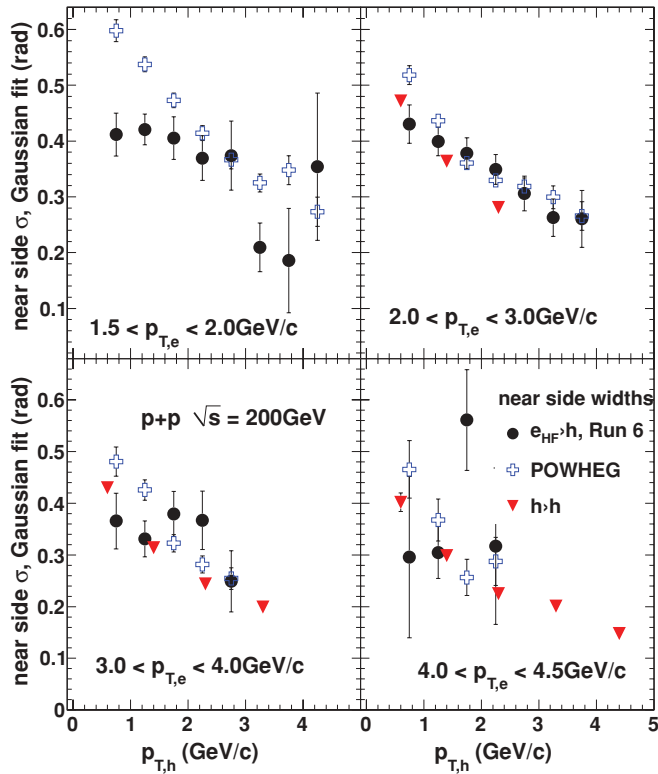 near side σ, Gaussian fit (rad)
0.6
0.5
0.4
0.3
0.2
0.1
1.5 < p_T,e < 2.0GeV/c
2.0 < p_T,e < 3.0GeV/c
near side σ, Gaussian fit (rad)
0.6
0.5
0.4
0.3
0.2
0.1
0
p+p √s = 200GeV
3.0 < p_T,e < 4.0GeV/c
near side widths
e_HF›h, Run 6
POWHEG
h›h
4.0 < p_T,e < 4.5GeV/c
0 1 2 3 4 0 1 2 3 4 5
p_T,h (GeV/c) p_T,h (GeV/c)